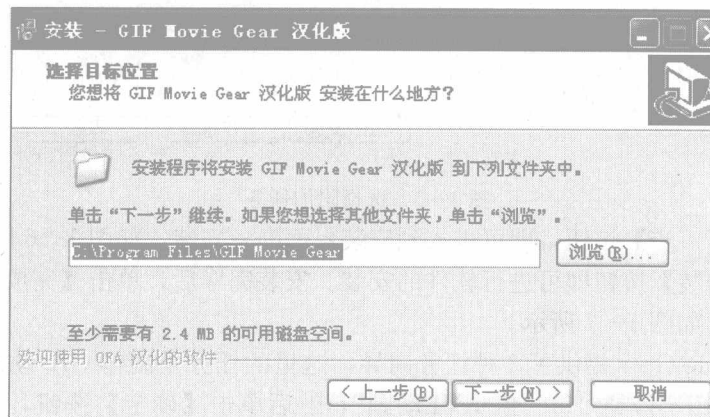 安装 - GIF Movie Gear 汉化版
选择目标位置
您想将 GIF Movie Gear 汉化版 安装在什么地方?
安装程序将安装 GIF Movie Gear 汉化版 到下列文件夹中。
单击“下一步”继续。如果您想选择其他文件夹,单击“浏览”。
C:\Program Files\GIF Movie Gear
浏览(R)...
至少需要有 2.4 MB 的可用磁盘空间。
欢迎使用 OFA 汉化的软件
< 上一步(B)
下一步(N) >
取消